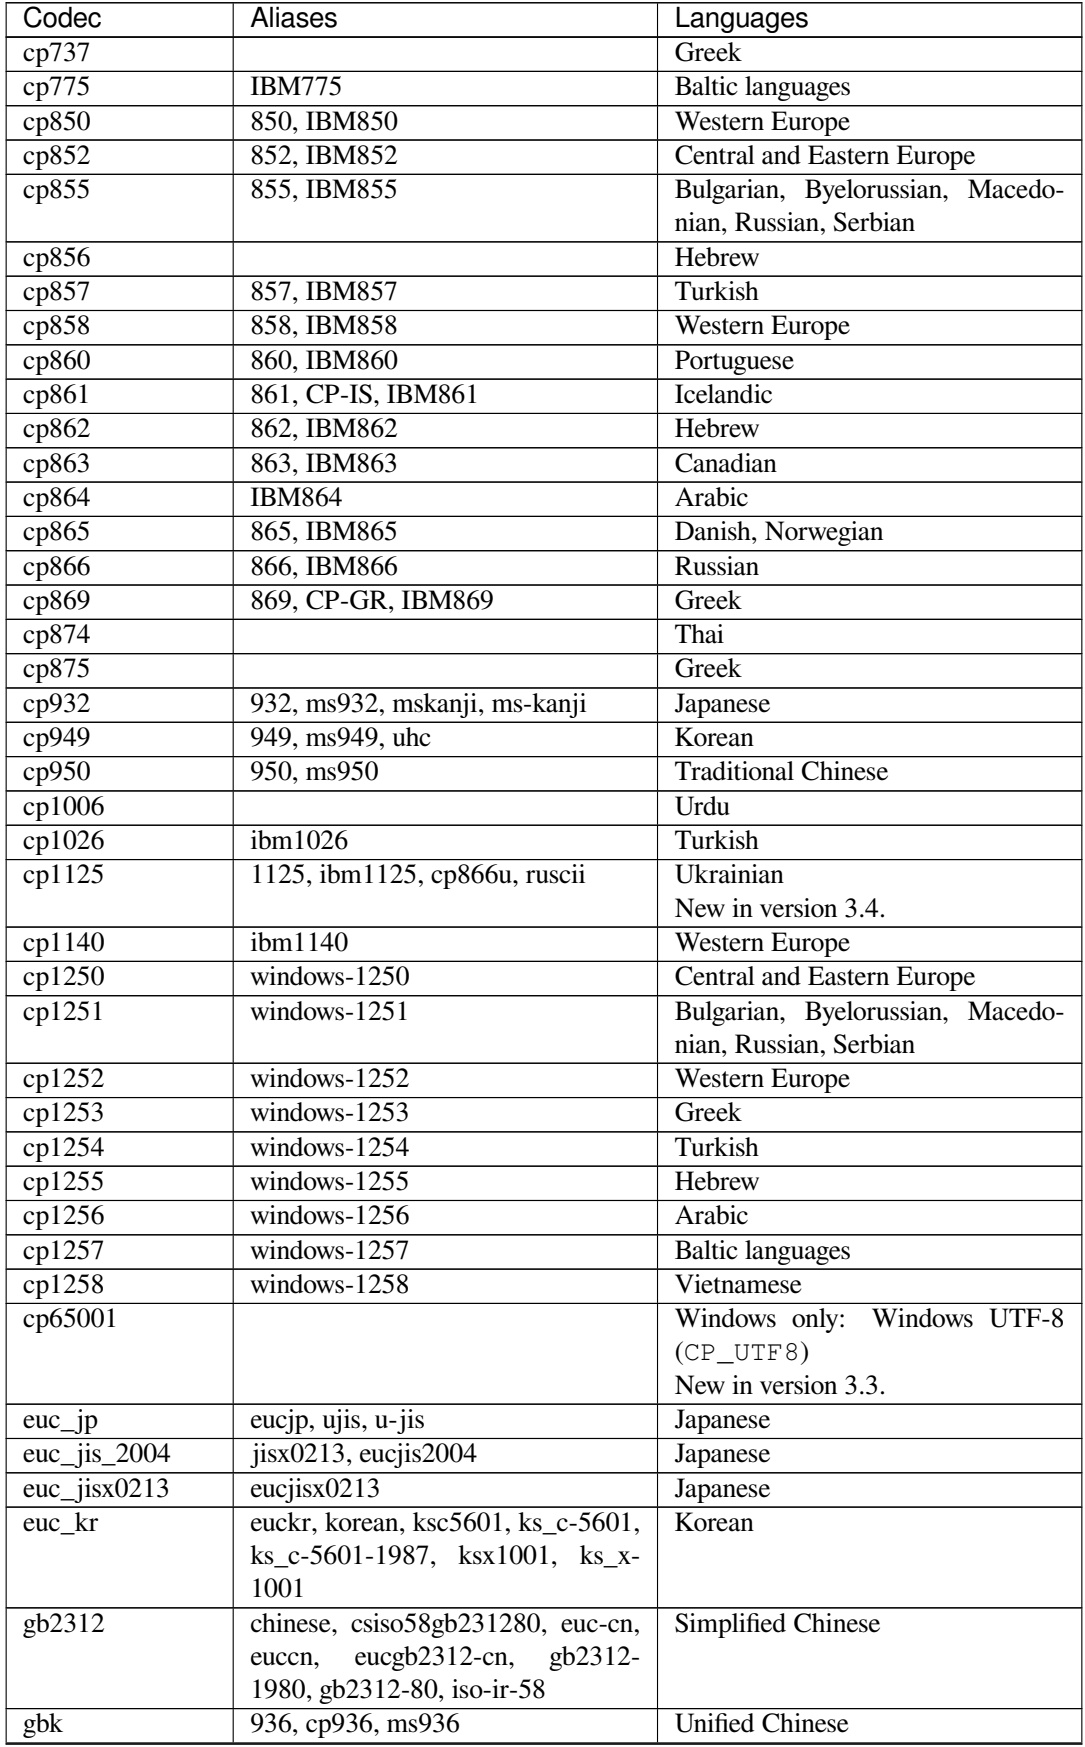 Codec Aliases Languages
cp737 Greek
cp775 IBM775 Baltic languages
cp850 850, IBM850 Western Europe
cp852 852, IBM852 Central and Eastern Europe
cp855 855, IBM855 Bulgarian, Byelorussian, Macedo-
nian, Russian, Serbian
cp856 Hebrew
cp857 857, IBM857 Turkish
cp858 858, IBM858 Western Europe
cp860 860, IBM860 Portuguese
cp861 861, CP-IS, IBM861 Icelandic
cp862 862, IBM862 Hebrew
cp863 863, IBM863 Canadian
cp864 IBM864 Arabic
cp865 865, IBM865 Danish, Norwegian
cp866 866, IBM866 Russian
cp869 869, CP-GR, IBM869 Greek
cp874 Thai
cp875 Greek
cp932 932, ms932, mskanji, ms-kanji Japanese
cp949 949, ms949, uhc Korean
cp950 950, ms950 Traditional Chinese
cp1006 Urdu
cp1026 ibm1026 Turkish
cp1125 1125, ibm1125, cp866u, ruscii Ukrainian
New in version 3.4.
cp1140 ibm1140 Western Europe
cp1250 windows-1250 Central and Eastern Europe
cp1251 windows-1251 Bulgarian, Byelorussian, Macedo-
nian, Russian, Serbian
cp1252 windows-1252 Western Europe
cp1253 windows-1253 Greek
cp1254 windows-1254 Turkish
cp1255 windows-1255 Hebrew
cp1256 windows-1256 Arabic
cp1257 windows-1257 Baltic languages
cp1258 windows-1258 Vietnamese
cp65001 Windows only: Windows UTF-8
(CP_UTF8)
New in version 3.3.
euc_jp eucjp, ujis, u-jis Japanese
euc_jis_2004 jisx0213, eucjis2004 Japanese
euc_jisx0213 eucjisx0213 Japanese
euc_kr euckr, korean, ksc5601, ks_c-5601, Korean
ks_c-5601-1987, ksx1001, ks_x-
1001
gb2312 chinese, csiso58gb231280, euc-cn, Simplified Chinese
euccn, eucgb2312-cn, gb2312-
1980, gb2312-80, iso-ir-58
gbk 936, cp936, ms936 Unified Chinese